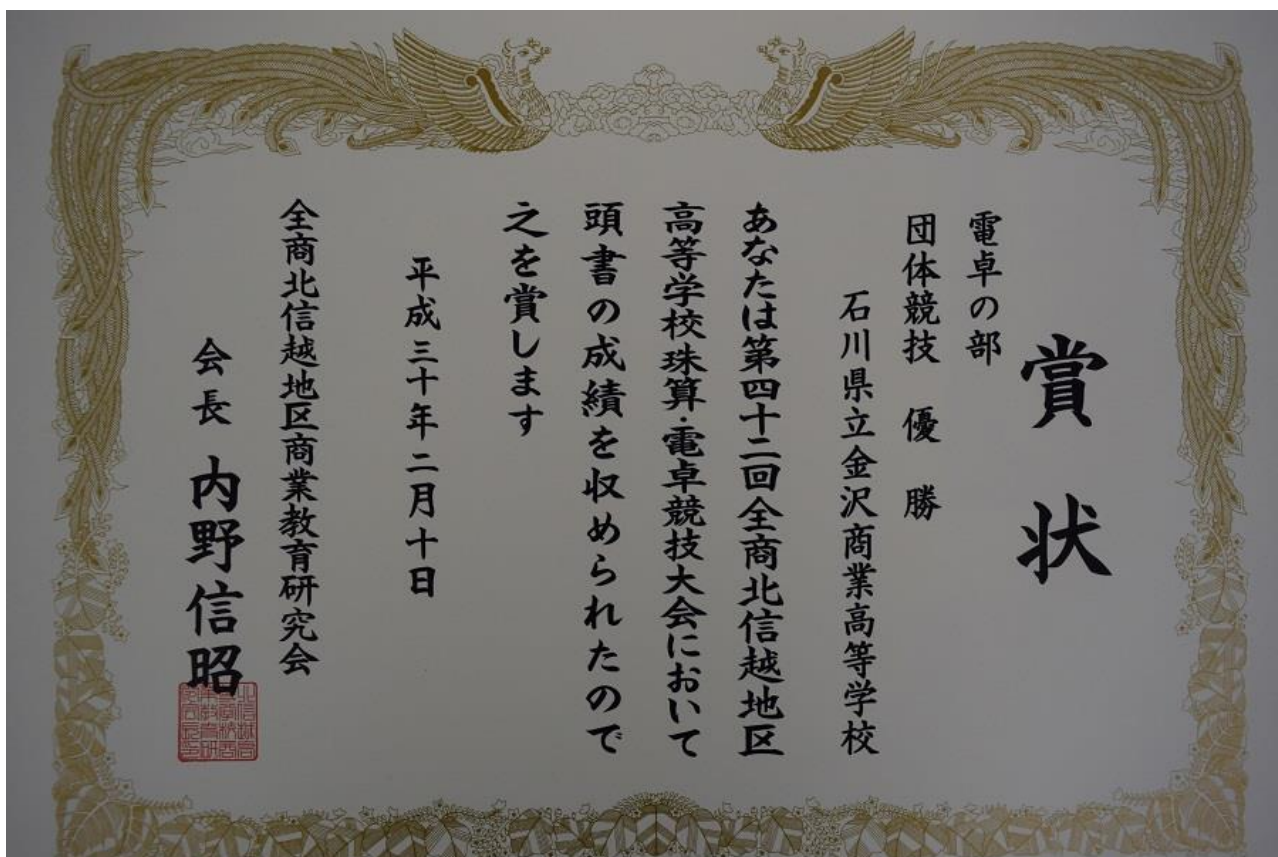 賞状
電卓の部
団体競技 優勝
石川県立金沢商業高等学校
あなたは第四十二回全商北信越地区
高等学校珠算・電卓競技大会において
頭書の成績を収められたので
之を賞します
平成三十年二月十日
全商北信越地区商業教育研究会
会長 内野信昭